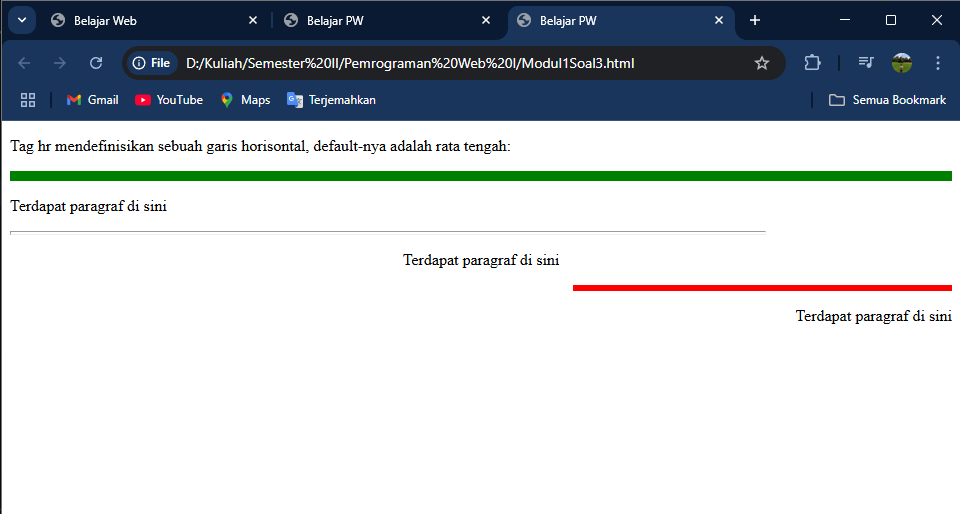 Belajar Web
Belajar PW
Belajar PW
File D:/Kuliah/Semester%20II/Pemrograman%20Web%20I/Modul1Soal3.html
Gmail YouTube Maps Terjemahkan Semua Bookmark
Tag hr mendefinisikan sebuah garis horisontal, default-nya adalah rata tengah:
Terdapat paragraf di sini
Terdapat paragraf di sini
Terdapat paragraf di sini